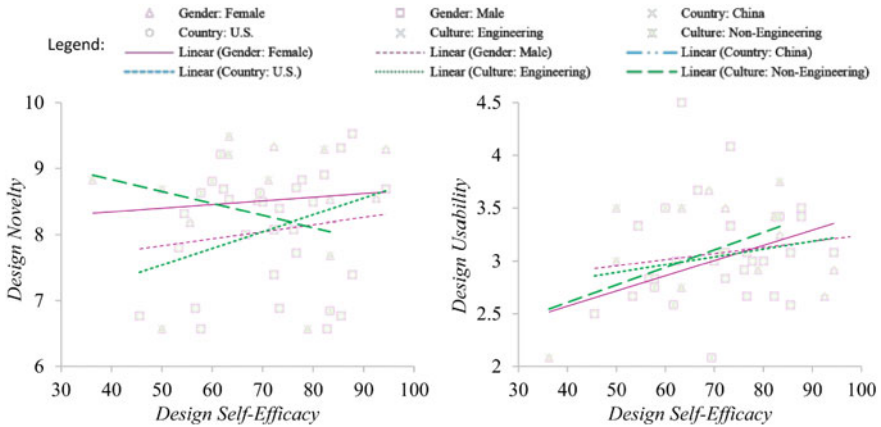 Legend:
Gender: Female Gender: Male Country: China
Country: U.S. Culture: Engineering Culture: Non-Engineering
Linear (Gender: Female) Linear (Gender: Male) Linear (Country: China)
Linear (Country: U.S.) Linear (Culture: Engineering) Linear (Culture: Non-Engineering)
Design Novelty
10
9
8
7
6
30 40 50 60 70 80 90 100
Design Self-Efficacy
Design Usability
4.5
4
3.5
3
2.5
2
30 40 50 60 70 80 90 100
Design Self-Efficacy